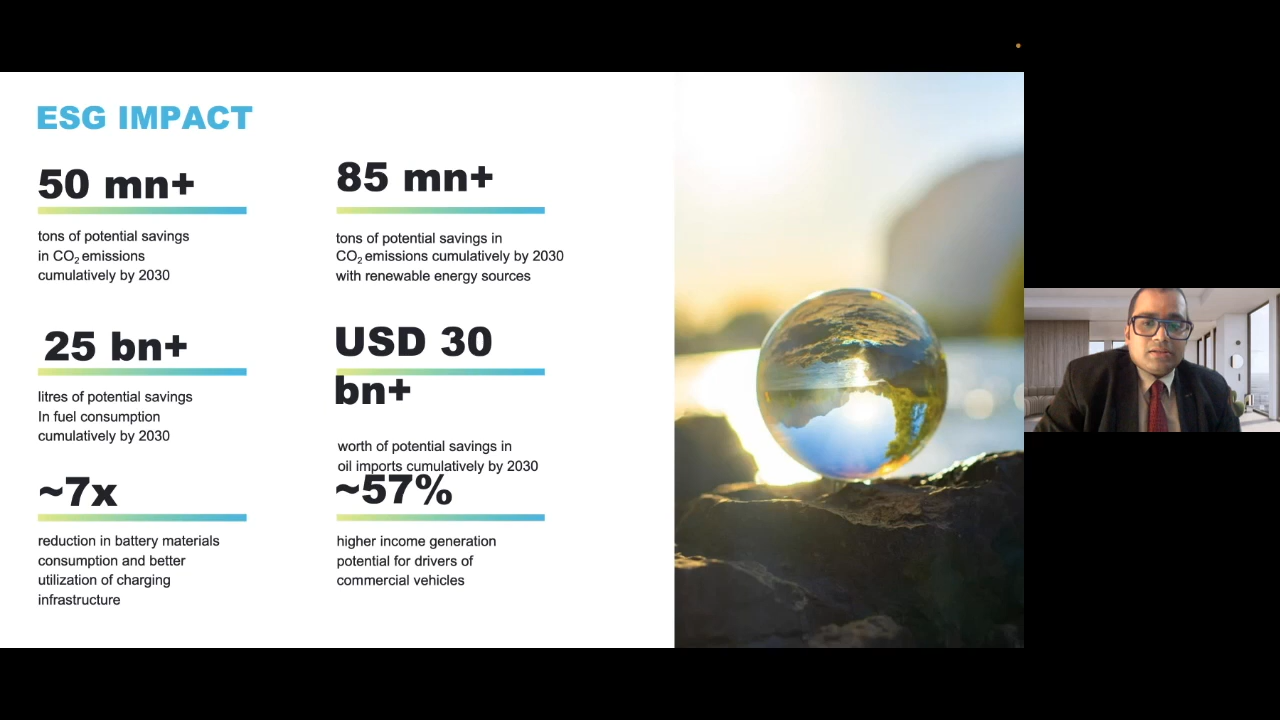 ESG IMPACT
50 mn+
tons of potential savings
in CO₂ emissions
cumulatively by 2030
85 mn+
tons of potential savings in
CO₂ emissions cumulatively by 2030
with renewable energy sources
25 bn+
litres of potential savings
In fuel consumption
cumulatively by 2030
USD 30
bn+
worth of potential savings in
oil imports cumulatively by 2030
~7x
reduction in battery materials
consumption and better
utilization of charging
infrastructure
~57%
higher income generation
potential for drivers of
commercial vehicles